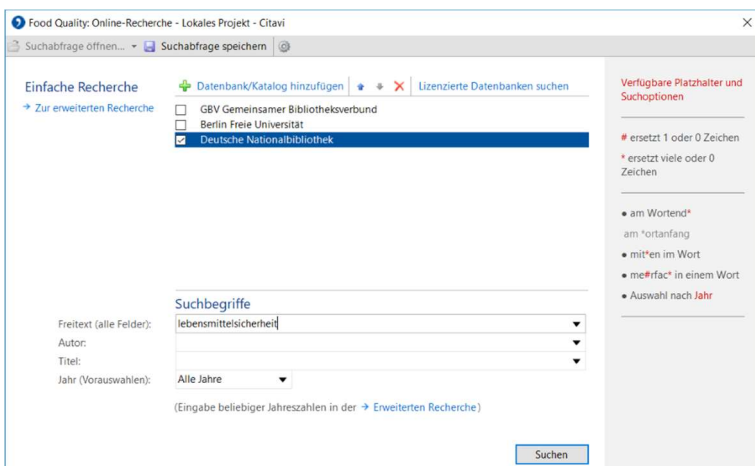 Food Quality: Online-Recherche - Lokales Projekt - Citavi
Suchabfrage öffnen... Suchabfrage speichern
Einfache Recherche
→ Zur erweiterten Recherche
Datenbank/Katalog hinzufügen Lizenzierte Datenbanken suchen
GBV Gemeinsamer Bibliotheksverbund
Berlin Freie Universität
Deutsche Nationalbibliothek
Suchbegriffe
Freitext (alle Felder): lebensmittelsicherheit
Autor:
Titel:
Jahr (Vorauswahlen): Alle Jahre
(Eingabe beliebiger Jahreszahlen in der → Erweiterten Recherche)
Suchen
Verfügbare Platzhalter und
Suchoptionen
# ersetzt 1 oder 0 Zeichen
* ersetzt viele oder 0
Zeichen
• am Wortend*
am *ortanfang
• mit*en im Wort
• me#rfac* in einem Wort
• Auswahl nach Jahr